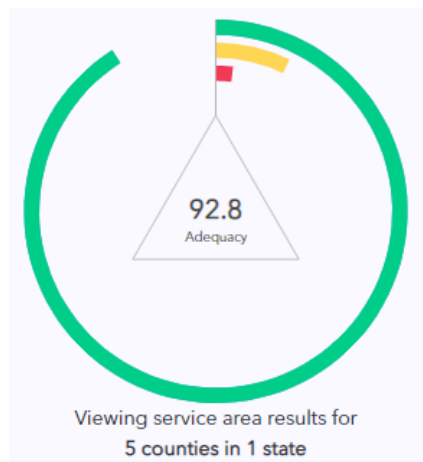 92.8
Adequacy
Viewing service area results for
5 counties in 1 state